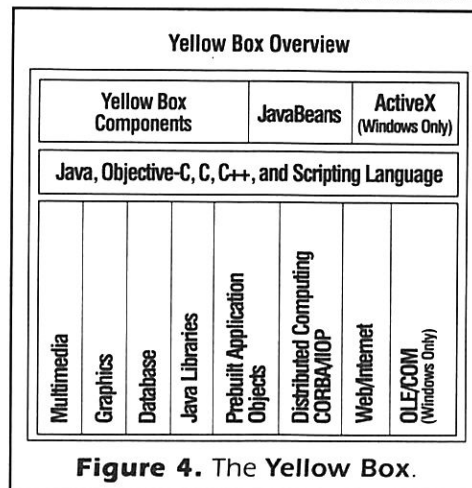 Yellow Box Overview
Yellow Box
Components
JavaBeans
ActiveX
(Windows Only)
Java, Objective-C, C, C++, and Scripting Language
Multimedia
Graphics
Database
Java Libraries
Prebuilt Application
Objects
Distributed Computing
CORBA/IIOP
Web/Internet
OLE/COM
(Windows Only)
Figure 4. The Yellow Box.